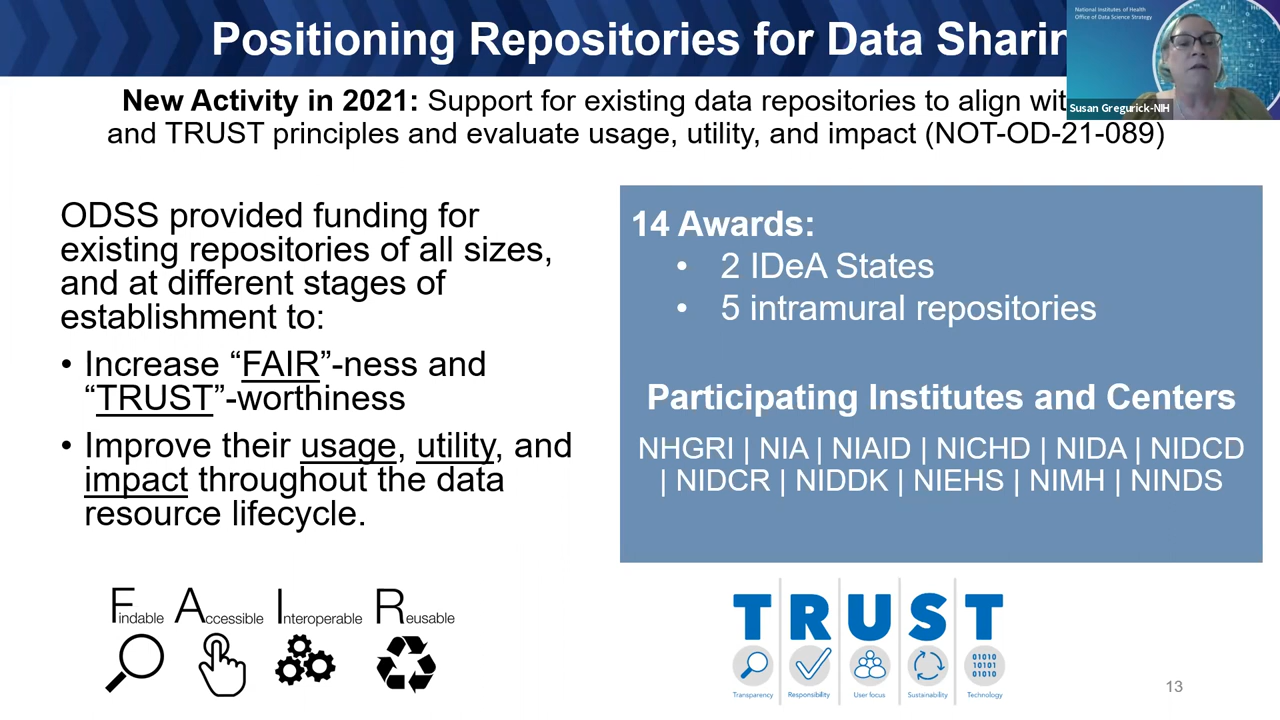 Positioning Repositories for Data Sharin
National Institutes of Health
Office of Data Science Strategy
Susan Gregurick-NIH
New Activity in 2021: Support for existing data repositories to align wit
and TRUST principles and evaluate usage, utility, and impact (NOT-OD-21-089)
ODSS provided funding for
existing repositories of all sizes,
and at different stages of
establishment to:
• Increase “FAIR”-ness and
“TRUST”-worthiness
• Improve their usage, utility, and
impact throughout the data
resource lifecycle.
14 Awards:
• 2 IDeA States
• 5 intramural repositories
Participating Institutes and Centers
NHGRI | NIA | NIAID | NICHD | NIDA | NIDCD
| NIDCR | NIDDK | NIEHS | NIMH | NINDS
Findable Accessible Interoperable Reusable
TRUST
01010
10101
01010
Transparency Responsibility User focus Sustainability Technology
13